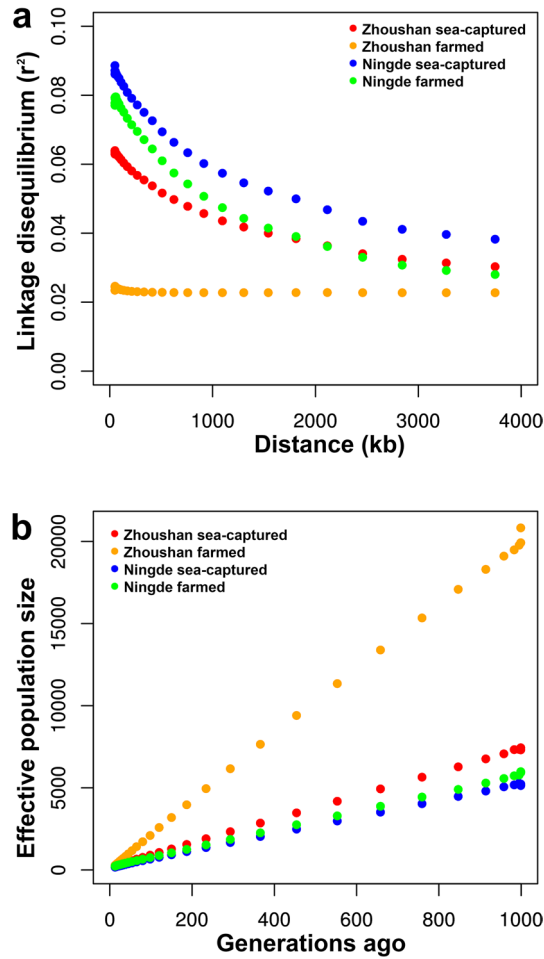 a
Linkage disequilibrium (r²)
0.00
0.02
0.04
0.06
0.08
0.10
Zhoushan sea-captured
Zhoushan farmed
Ningde sea-captured
Ningde farmed
0
1000
2000
3000
4000
Distance (kb)
b
Effective population size
0
5000
10000
15000
20000
Zhoushan sea-captured
Zhoushan farmed
Ningde sea-captured
Ningde farmed
0
200
400
600
800
1000
Generations ago